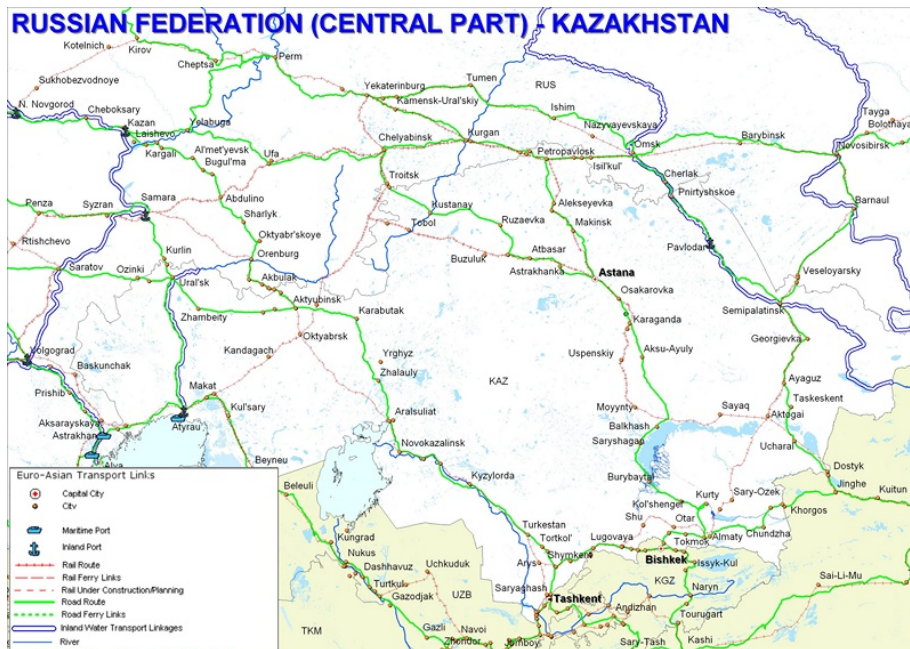 RUSSIAN FEDERATION (CENTRAL PART) - KAZAKHSTAN
Kotelnich
Kirov
Cheptsa
Perm
Sukhobezvodnoye
Yekaterinburg
Tumen
RUS
Kamensk-Ural'skiy
N. Novgorod
Cheboksary
Kazan
Yelabuga
Ishim
Tayga
Bolothaya
Laishevo
Nazyvayevskaya
Kargali
Al'met'yevsk
Bugul'ma
Ufa
Chelyabinsk
Kurgan
Petropavlosk
Omsk
Barybinsk
Novosibirsk
Isil'kul'
Troitsk
Cherlak
Pnirtyshskoe
Abdulino
Samara
Penza
Syzran
Sharlyk
Kustanay
Alekseyevka
Barnaul
Tobol
Ruzaevka
Makinsk
Rtishchevo
Oktyabr'skoye
Kurlin
Orenburg
Buzuluk
Atbasar
Pavlodar
Saratov
Ozinki
Astrakhanka
Astana
Ural'sk
Akbulak
Veseloyarsky
Aktyubinsk
Osakarovka
Zhambeity
Karabutak
Karaganda
Semipalatinsk
Oktyabrsk
Georgievka
Volgograd
Kandagach
Yrghyz
Uspenskiy
Aksu-Ayuly
Baskunchak
Zhalauly
KAZ
Prishib
Makat
Ayaguz
Kul'sary
Moyynty
Sayaq
Taskeskent
Aksarayskaya
Atyrau
Aralsuliat
Balkhash
Aktogai
Astrakhan
Saryshagan
Ucharal
Novokazalinsk
Beyneu
Dostyk
Kyzylorda
Burybaytal
Jinghe
Kuitun
Beleuli
Kol'shenger
Kurty
Sary-Ozek
Khorgos
Shu
Otar
Turkestan
Kungrad
Tortkol'
Lugovaya
Tokmok
Almaty
Chundzha
Nukus
Arys
Shymkent
Bishkek
Issyk-Kul
Dashhavuz
Uchkuduk
KGZ
Turtkul
Saryaghash
Naryn
Sai-Li-Mu
Gazodjak
UZB
Tashkent
Andizhan
Tourugart
TKM
Gazli
Navoi
Zhondor
Jomboy
Sary-Tash
Kashi
Euro-Asian Transport Links
Capital City
City
Maritime Port
Inland Port
Rail Route
Rail Ferry Links
Rail Under Construction/Planning
Road Route
Road Ferry Links
Inland Water Transport Linkages
River